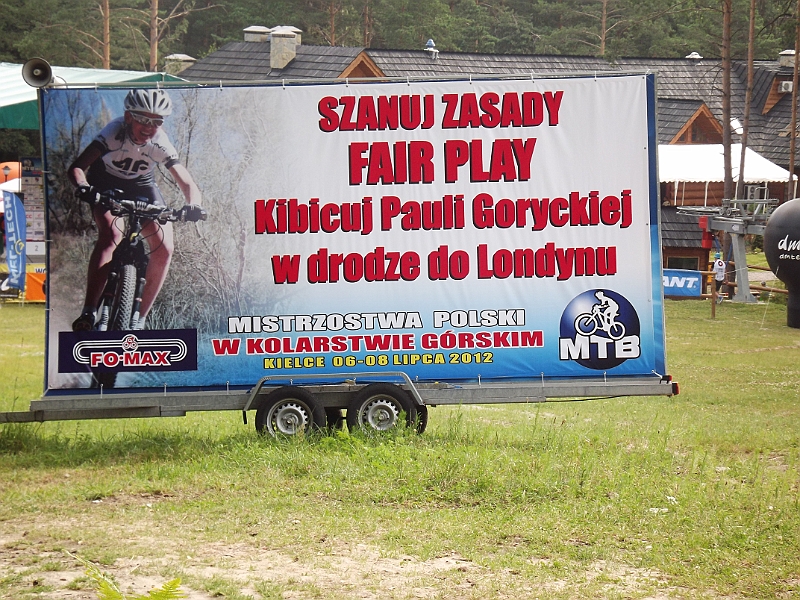 SZANUJ ZASADY
FAIR PLAY
Kibicuj Pauli Goryckiej
w drodze do Londynu
MISTRZOSTWA POLSKI
W KOLARSTWIE GÓRSKIM
KIELCE 06-08 LIPCA 2012
FO-MAX
MTB
ANT